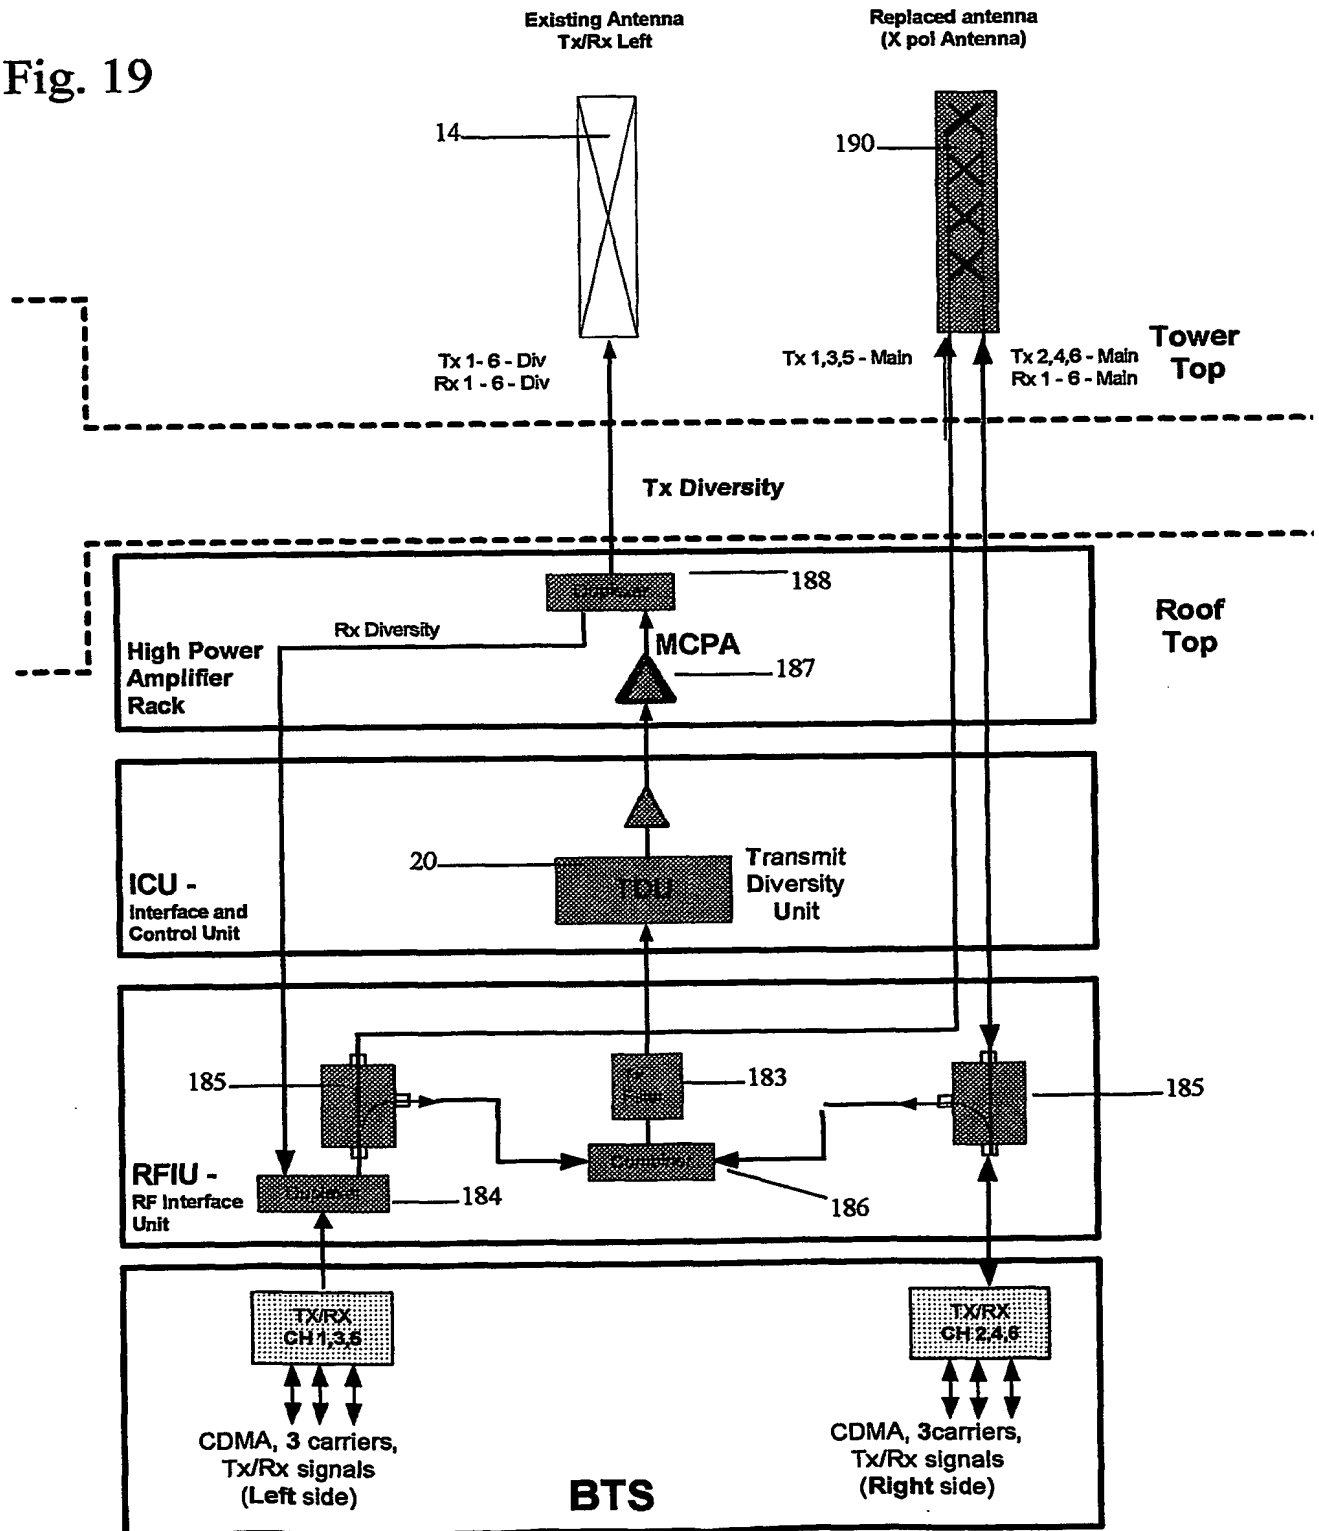 Fig. 19
Existing Antenna
Tx/Rx Left
Replaced antenna
(X pol Antenna)
14
190
Tx 1- 6 - Div
Rx 1 - 6 - Div
Tx 1,3,5 - Main
Tx 2,4,6 - Main
Rx 1 - 6 - Main
Tower
Top
Tx Diversity
Duplexer
188
Roof
Top
Rx Diversity
MCPA
187
High Power
Amplifier
Rack
20
TDU
Transmit
Diversity
Unit
ICU -
Interface and
Control Unit
185
Tx
Filter
183
185
Combiner
186
RFIU -
RF Interface
Unit
Duplexer
184
TX/RX
CH 1,3,5
TX/RX
CH 2,4,6
CDMA, 3 carriers,
Tx/Rx signals
(Left side)
CDMA, 3carriers,
Tx/Rx signals
(Right side)
BTS